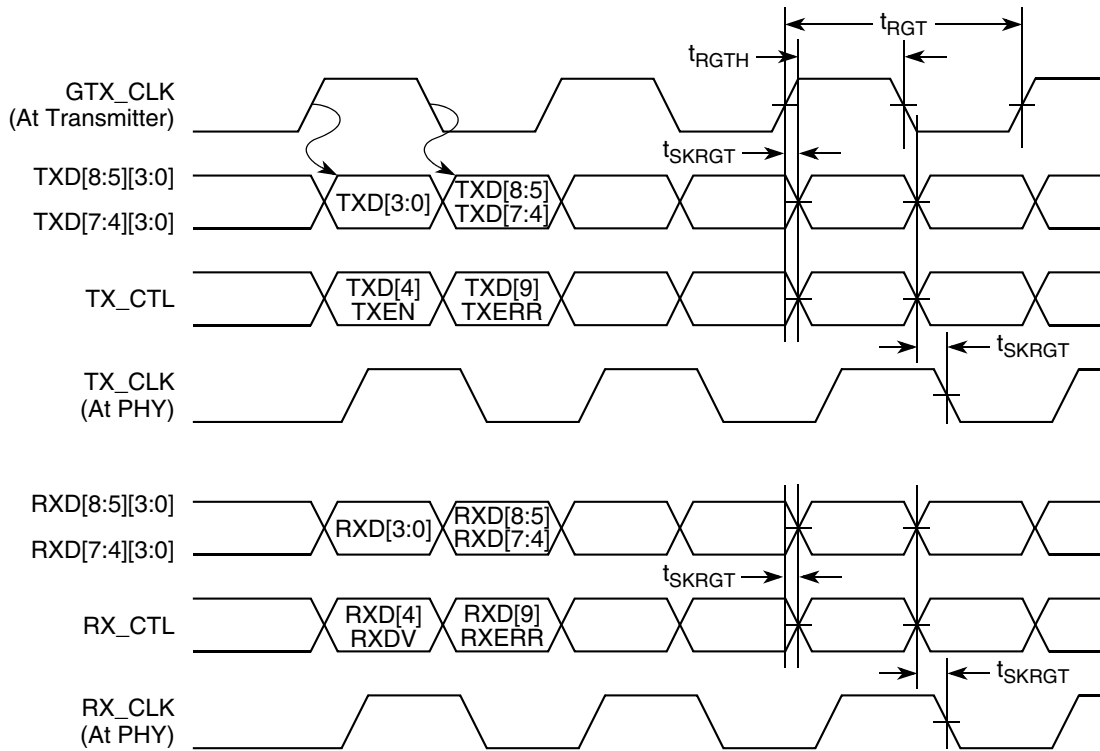 tRGT
tRGTH
GTX_CLK
(At Transmitter)
tSKRGT
TXD[8:5][3:0]
TXD[7:4][3:0]
TXD[3:0]
TXD[8:5]
TXD[7:4]
TX_CTL
TXD[4]
TXEN
TXD[9]
TXERR
tSKRGT
TX_CLK
(At PHY)
RXD[8:5][3:0]
RXD[7:4][3:0]
RXD[3:0]
RXD[8:5]
RXD[7:4]
tSKRGT
RX_CTL
RXD[4]
RXDV
RXD[9]
RXERR
tSKRGT
RX_CLK
(At PHY)